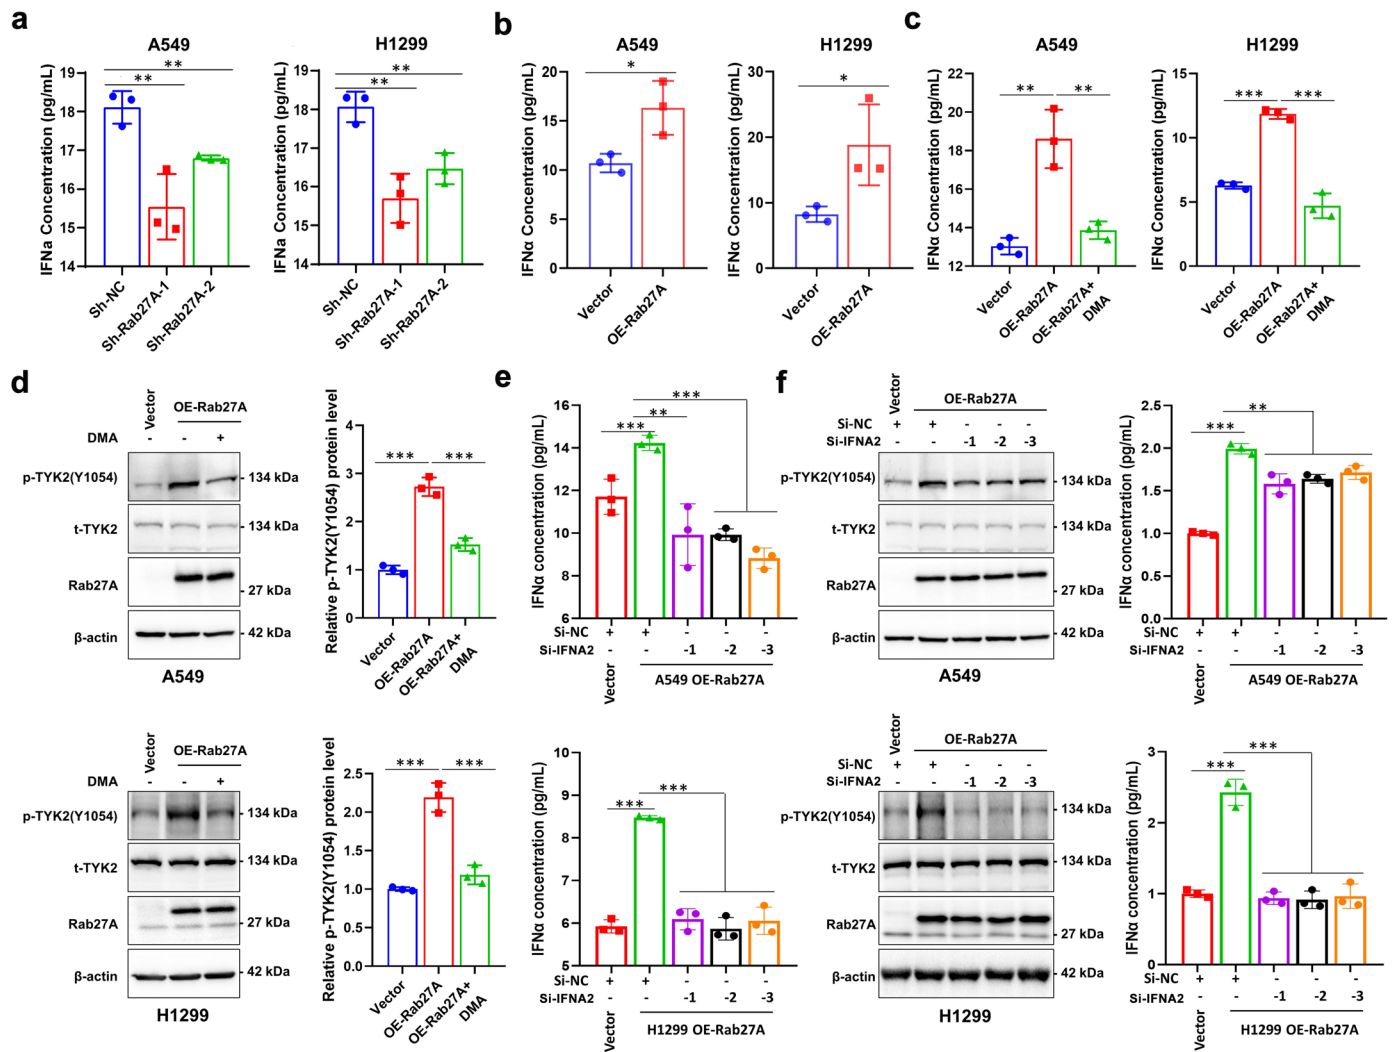 a
A549
IFNa Concentration (pg/mL)
19
18
17
16
15
14
**
**
Sh-NC
Sh-Rab27A-1
Sh-Rab27A-2
H1299
IFNa Concentration (pg/mL)
19
18
17
16
15
14
**
**
Sh-NC
Sh-Rab27A-1
Sh-Rab27A-2
b
A549
IFNα Concentration (pg/mL)
20
15
10
5
0
*
Vector
OE-Rab27A
H1299
IFNα Concentration (pg/mL)
30
20
10
0
*
Vector
OE-Rab27A
c
A549
IFNα Concentration (pg/mL)
22
20
18
16
14
12
** **
Vector
OE-Rab27A
OE-Rab27A+
DMA
H1299
IFNα Concentration (pg/mL)
15
10
5
0
*** ***
Vector
OE-Rab27A
OE-Rab27A+
DMA
d
Vector
OE-Rab27A
DMA - - +
p-TYK2(Y1054) 134 kDa
t-TYK2 134 kDa
Rab27A 27 kDa
β-actin 42 kDa
A549
Relative p-TYK2(Y1054) protein level
4
3
2
1
0
*** ***
Vector
OE-Rab27A
OE-Rab27A+
DMA
Vector
OE-Rab27A
DMA - - +
p-TYK2(Y1054) 134 kDa
t-TYK2 134 kDa
Rab27A 27 kDa
β-actin 42 kDa
H1299
Relative p-TYK2(Y1054) protein level
2.5
2.0
1.5
1.0
0.5
0.0
*** ***
Vector
OE-Rab27A
OE-Rab27A+
DMA
e
IFNα concentration (pg/mL)
16
14
12
10
8
6
***
**
***
Si-NC + + - - -
Si-IFNA2 - - -1 -2 -3
Vector
A549 OE-Rab27A
IFNα concentration (pg/mL)
10
9
8
7
6
5
***
***
Si-NC + + - - -
Si-IFNA2 - - -1 -2 -3
Vector
H1299 OE-Rab27A
f
Vector
OE-Rab27A
Si-NC + + - - -
Si-IFNA2 - - -1 -2 -3
p-TYK2(Y1054) 134 kDa
t-TYK2 134 kDa
Rab27A 27 kDa
β-actin 42 kDa
A549
IFNα concentration (pg/mL)
2.5
2.0
1.5
1.0
0.5
0.0
**
***
Si-NC + + - - -
Si-IFNA2 - - -1 -2 -3
Vector
A549 OE-Rab27A
Vector
OE-Rab27A
Si-NC + + - - -
Si-IFNA2 - - -1 -2 -3
p-TYK2(Y1054) 134 kDa
t-TYK2 134 kDa
Rab27A 27 kDa
β-actin 42 kDa
H1299
IFNα concentration (pg/mL)
3
2
1
0
***
***
Si-NC + + - - -
Si-IFNA2 - - -1 -2 -3
Vector
H1299 OE-Rab27A